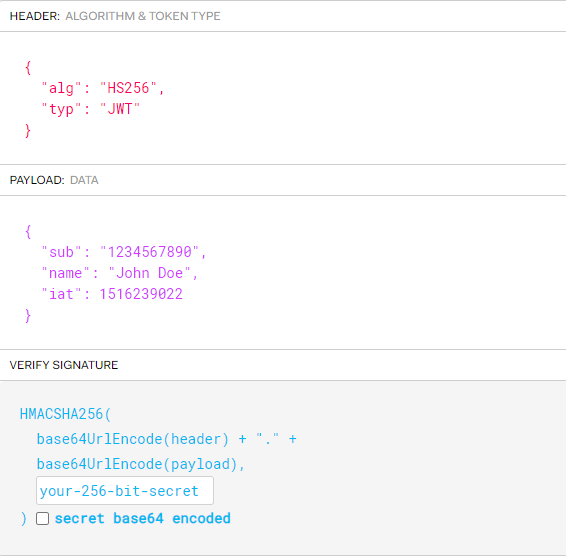 HEADER: ALGORITHM & TOKEN TYPE
{
  "alg": "HS256",
  "typ": "JWT"
}
PAYLOAD: DATA
{
  "sub": "1234567890",
  "name": "John Doe",
  "iat": 1516239022
}
VERIFY SIGNATURE
HMACSHA256(
  base64UrlEncode(header) + "." +
  base64UrlEncode(payload),
  your-256-bit-secret
) secret base64 encoded